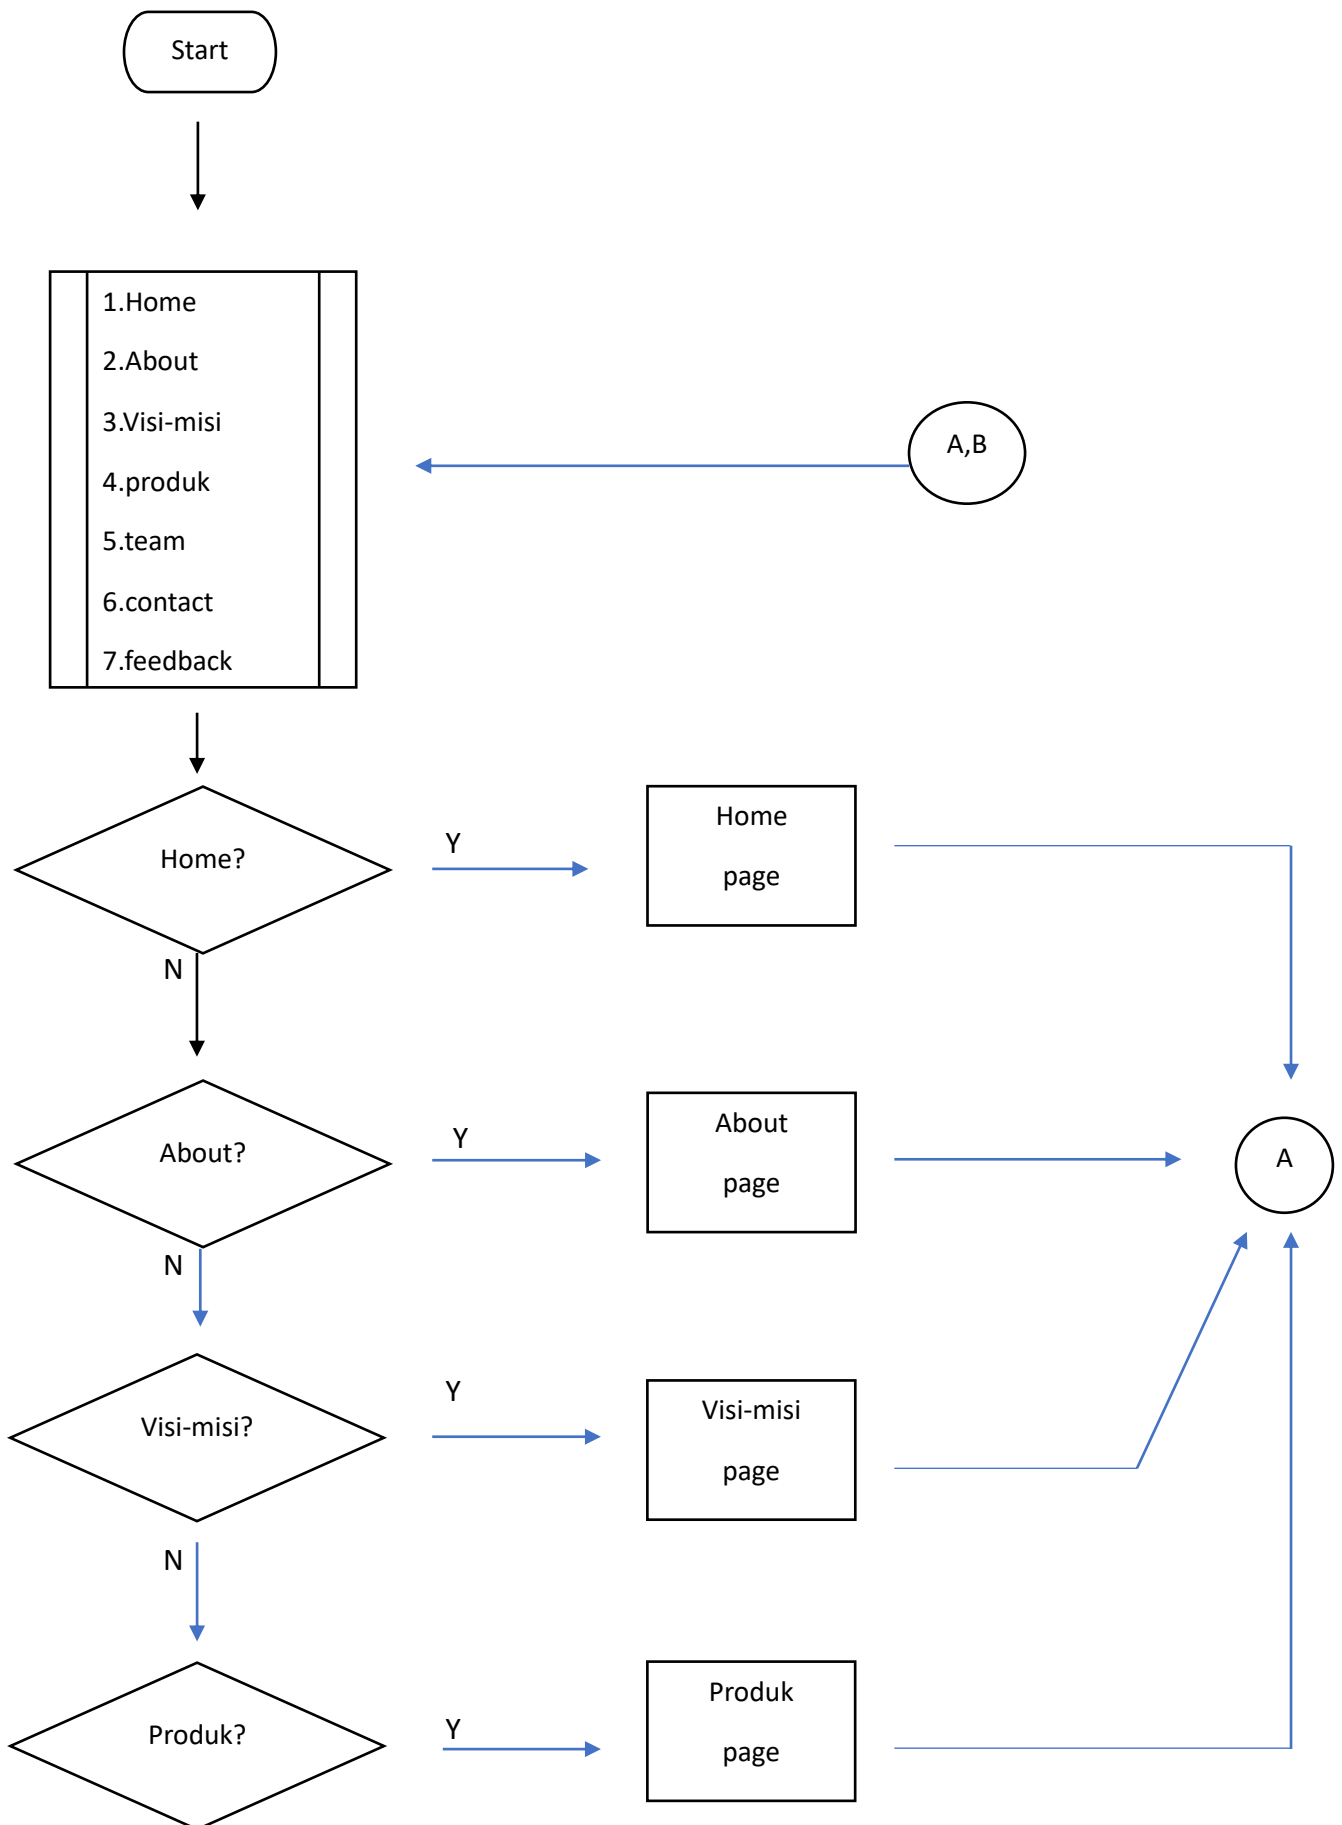 Start
1.Home
2.About
3.Visi-misi
4.produk
5.team
6.contact
7.feedback
A,B
Home?
Y
Home
page
N
About?
Y
About
page
A
N
Visi-misi?
Y
Visi-misi
page
N
Produk?
Y
Produk
page